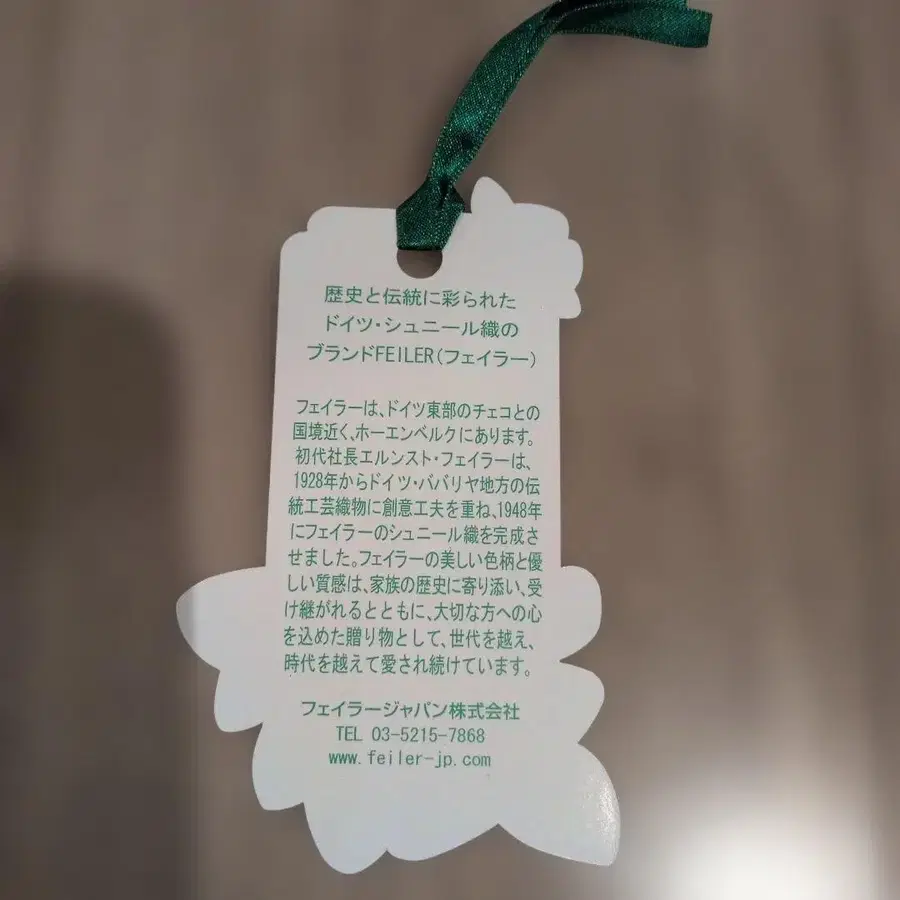 歴史と伝統に彩られた
ドイツ・シュニール織の
ブランドFEILER(フェイラー)
フェイラーは、ドイツ東部のチェコとの
国境近く、ホーエンベルクにあります。
初代社長エルンスト・フェイラーは、
1928年からドイツ・ババリヤ地方の伝
統工芸織物に創意工夫を重ね、1948年
にフェイラーのシュニール織を完成さ
せました。フェイラーの美しい色柄と優
しい質感は、家族の歴史に寄り添い、受
け継がれるとともに、大切な方への心
を込めた贈り物として、世代を越え、
時代を越えて愛され続けています。
フェイラージャパン株式会社
TEL 03-5215-7868
www.feiler-jp.com